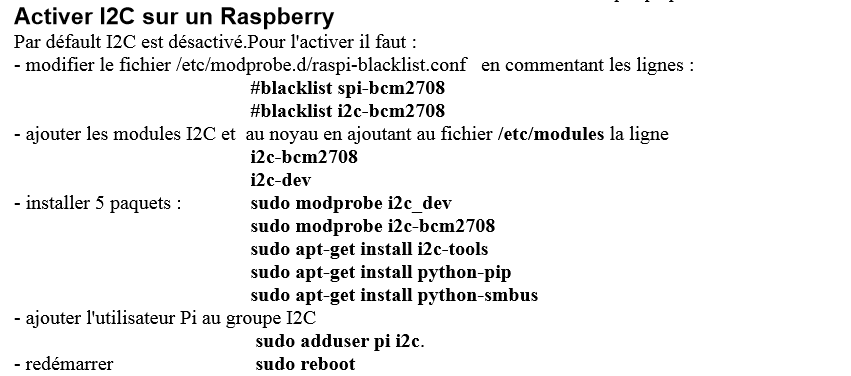 Activer I2C sur un Raspberry
Par défault I2C est désactivé.Pour l'activer il faut :
- modifier le fichier /etc/modprobe.d/raspi-blacklist.conf en commentant les lignes :
#blacklist spi-bcm2708
#blacklist i2c-bcm2708
- ajouter les modules I2C et au noyau en ajoutant au fichier /etc/modules la ligne
i2c-bcm2708
i2c-dev
- installer 5 paquets : sudo modprobe i2c_dev
sudo modprobe i2c-bcm2708
sudo apt-get install i2c-tools
sudo apt-get install python-pip
sudo apt-get install python-smbus
- ajouter l'utilisateur Pi au groupe I2C
sudo adduser pi i2c.
- redémarrer sudo reboot